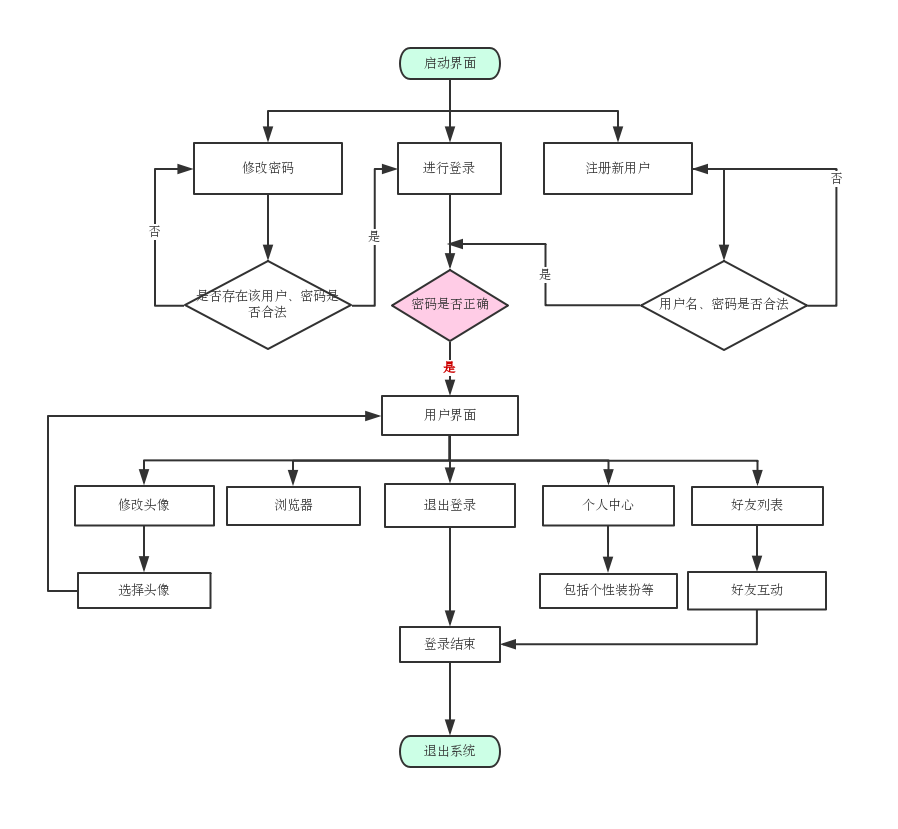 启动界面
修改密码
进行登录
注册新用户
否
否
是
是
是否存在该用户、密码是
否合法
密码是否正确
用户名、密码是否合法
是
用户界面
修改头像
浏览器
退出登录
个人中心
好友列表
选择头像
包括个性装扮等
好友互动
登录结束
退出系统